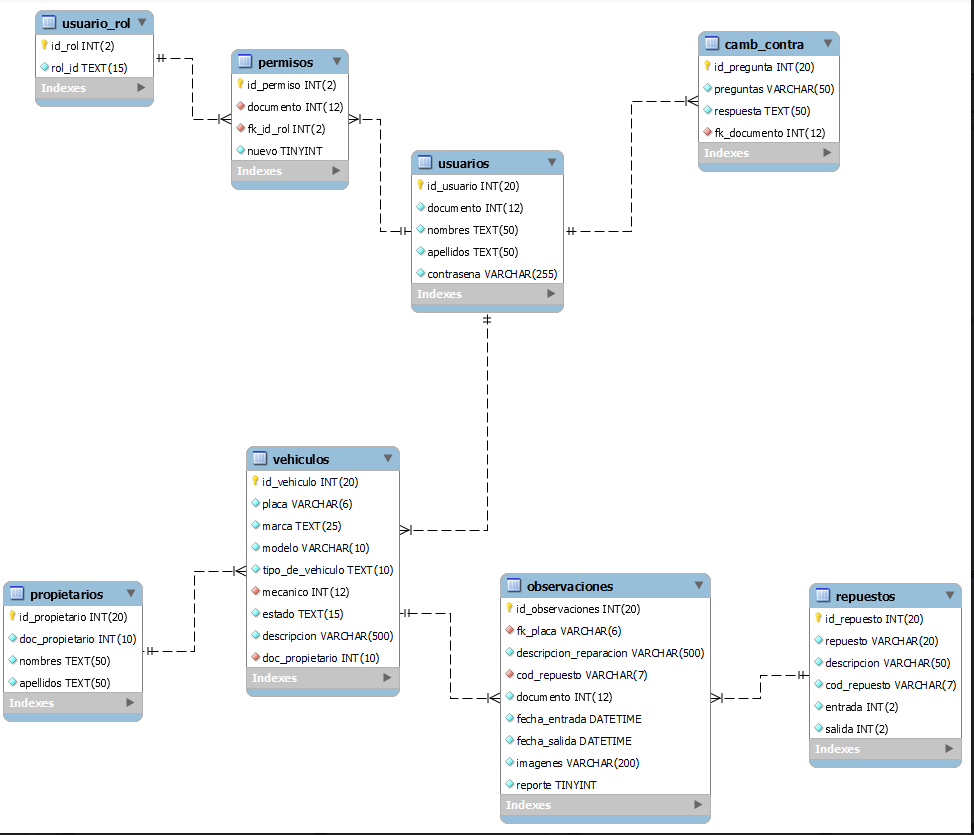 usuario_rol
id_rol INT(2)
rol_id TEXT(15)
Indexes
permisos
id_permiso INT(2)
documento INT(12)
fk_id_rol INT(2)
nuevo TINYINT
Indexes
camb_contra
id_pregunta INT(20)
preguntas VARCHAR(50)
respuesta TEXT(50)
fk_documento INT(12)
Indexes
usuarios
id_usuario INT(20)
documento INT(12)
nombres TEXT(50)
apellidos TEXT(50)
contrasena VARCHAR(255)
Indexes
vehiculos
id_vehiculo INT(20)
placa VARCHAR(6)
marca TEXT(25)
modelo VARCHAR(10)
tipo_de_vehiculo TEXT(10)
mecanico INT(12)
estado TEXT(15)
descripcion VARCHAR(500)
doc_propietario INT(10)
Indexes
propietarios
id_propietario INT(20)
doc_propietario INT(10)
nombres TEXT(50)
apellidos TEXT(50)
Indexes
observaciones
id_observaciones INT(20)
fk_placa VARCHAR(6)
descripcion_reparacion VARCHAR(500)
cod_repuesto VARCHAR(7)
documento INT(12)
fecha_entrada DATETIME
fecha_salida DATETIME
imagenes VARCHAR(200)
reporte TINYINT
Indexes
repuestos
id_repuesto INT(20)
repuesto VARCHAR(20)
descripcion VARCHAR(50)
cod_repuesto VARCHAR(7)
entrada INT(2)
salida INT(2)
Indexes